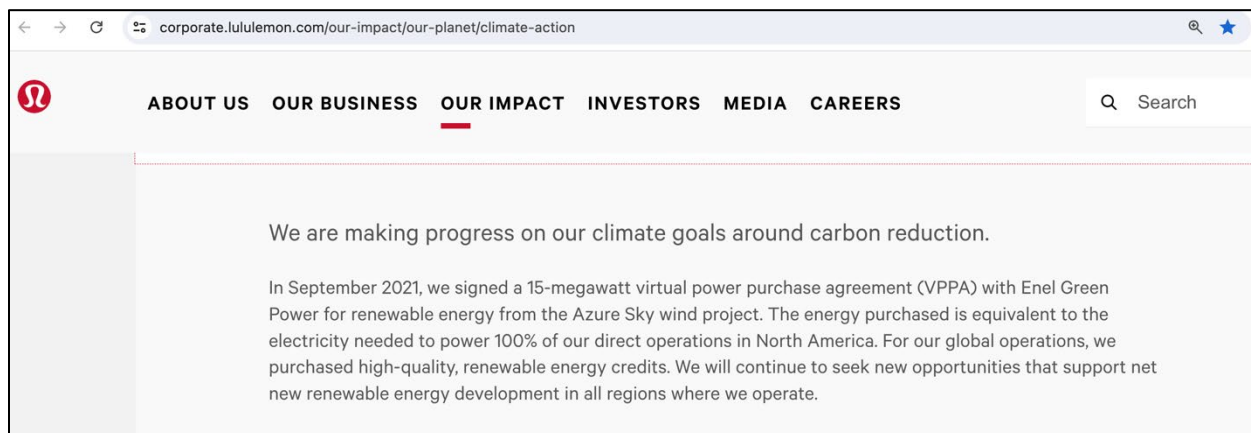 corporate.lululemon.com/our-impact/our-planet/climate-action
ABOUT US OUR BUSINESS OUR IMPACT INVESTORS MEDIA CAREERS Search
We are making progress on our climate goals around carbon reduction.
In September 2021, we signed a 15-megawatt virtual power purchase agreement (VPPA) with Enel Green
Power for renewable energy from the Azure Sky wind project. The energy purchased is equivalent to the
electricity needed to power 100% of our direct operations in North America. For our global operations, we
purchased high-quality, renewable energy credits. We will continue to seek new opportunities that support net
new renewable energy development in all regions where we operate.